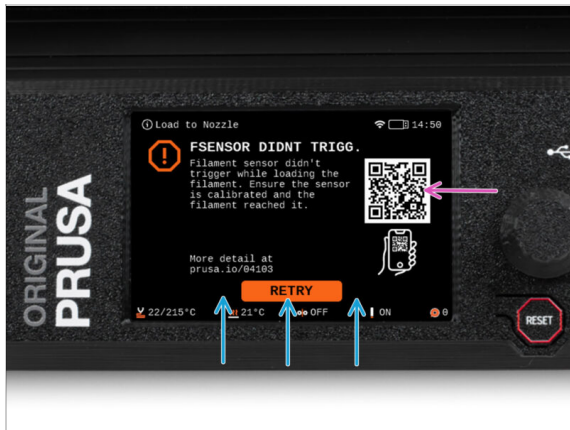 ORIGINAL
PRUSA
Load to Nozzle
14:50
FSENSOR DIDNT TRIGG.
Filament sensor didn't
trigger while loading the
filament. Ensure the sensor
is calibrated and the
filament reached it.
More detail at
prusa.io/04103
RETRY
22/215°C
21°C
OFF
ON
0
RESET